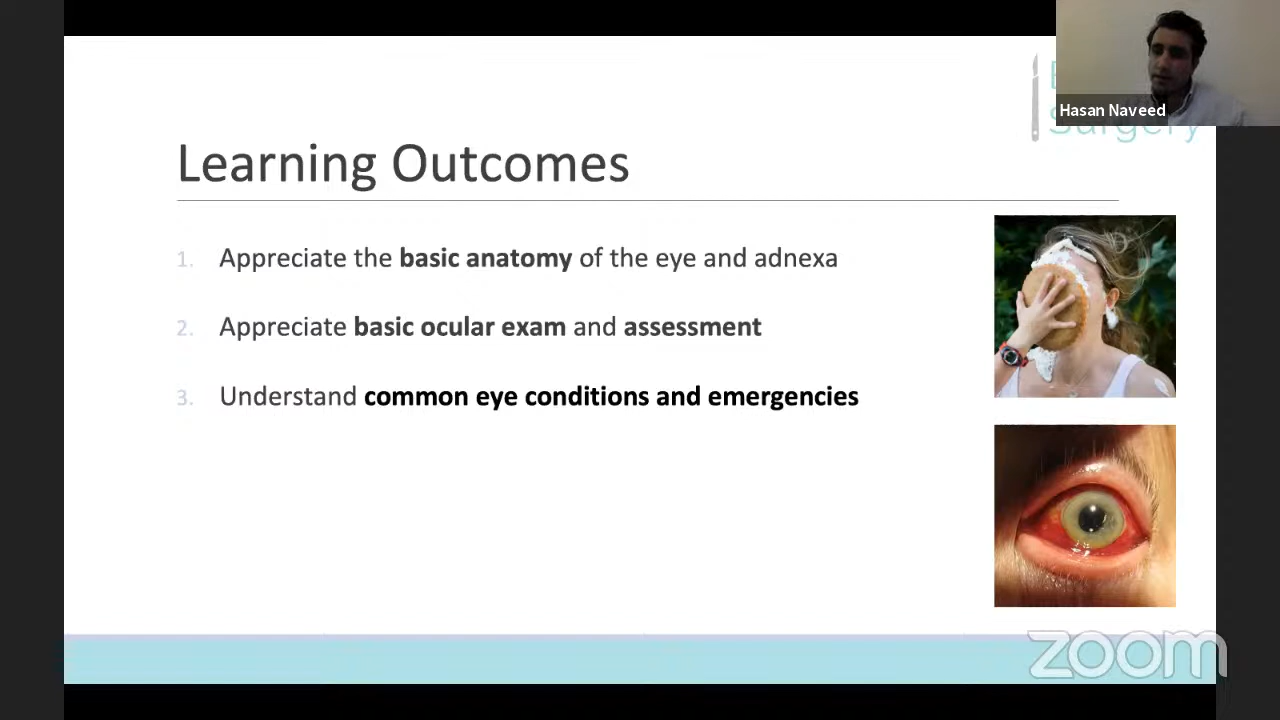 Hasan Naveed
Surgery
Learning Outcomes
1. Appreciate the basic anatomy of the eye and adnexa
2. Appreciate basic ocular exam and assessment
3. Understand common eye conditions and emergencies
zoom